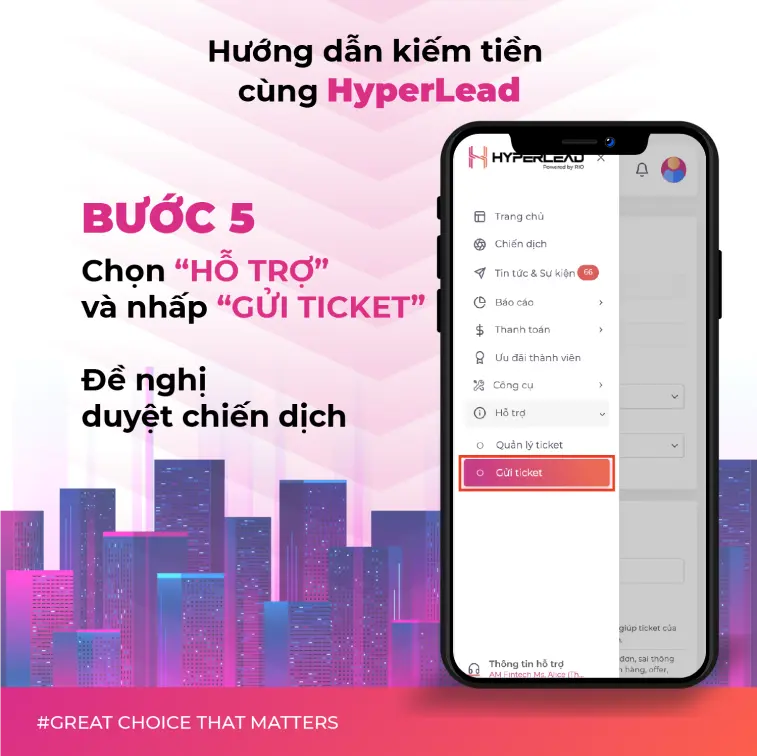 Hướng dẫn kiếm tiền
cùng HyperLead
BƯỚC 5
Chọn “HỖ TRỢ”
và nhấp “GỬI TICKET”
Đề nghị
duyệt chiến dịch
HYPERLEAD
Powered by RIO
Trang chủ
Chiến dịch
Tin tức & Sự kiện 66
Báo cáo
Thanh toán
Ưu đãi thành viên
Công cụ
Hỗ trợ
Quản lý ticket
Gửi ticket
giúp ticket của
đơn, sai thông
n hàng, offer,
Thông tin hỗ trợ
AM Fintech Ms. Alice (Th...
#GREAT CHOICE THAT MATTERS